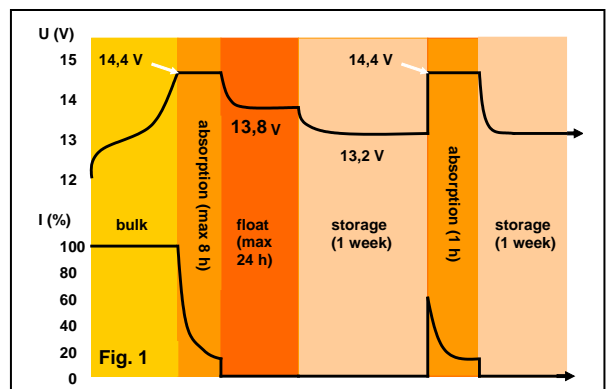 U (V)
15
14
13
12
14,4 V
13,8 V
13,2 V
14,4 V
I (%)
100
80
60
40
20
0
bulk
absorption (max 8 h)
float
(max
24 h)
storage
(1 week)
absorption (1 h)
storage
(1 week)
Fig. 1